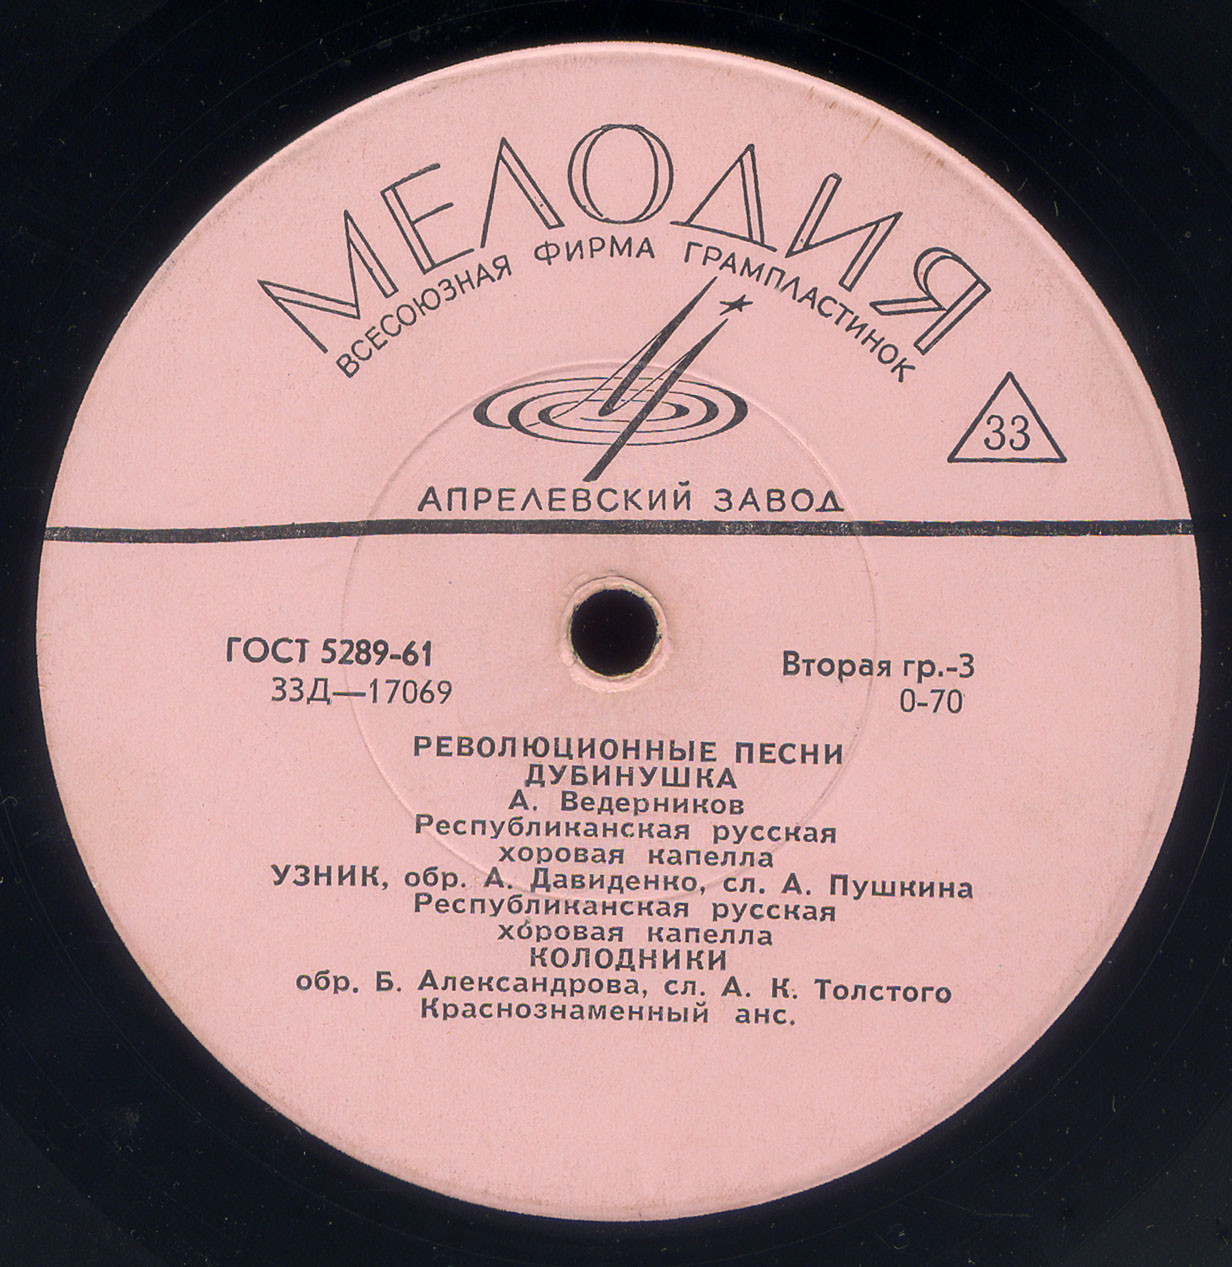 МЕЛОДИЯ
ВСЕСОЮЗНАЯ ФИРМА ГРАМПЛАСТИНОК
33
АПРЕЛЕВСКИЙ ЗАВОД
ГОСТ 5289-61
33Д—17069
Вторая гр.-3
0-70
РЕВОЛЮЦИОННЫЕ ПЕСНИ
ДУБИНУШКА
А. Ведерников
Республиканская русская
хоровая капелла
УЗНИК, обр. А. Давиденко, сл. А. Пушкина
Республиканская русская
хоровая капелла
КОЛОДНИКИ
обр. Б. Александрова, сл. А. К. Толстого
Краснознаменный анс.